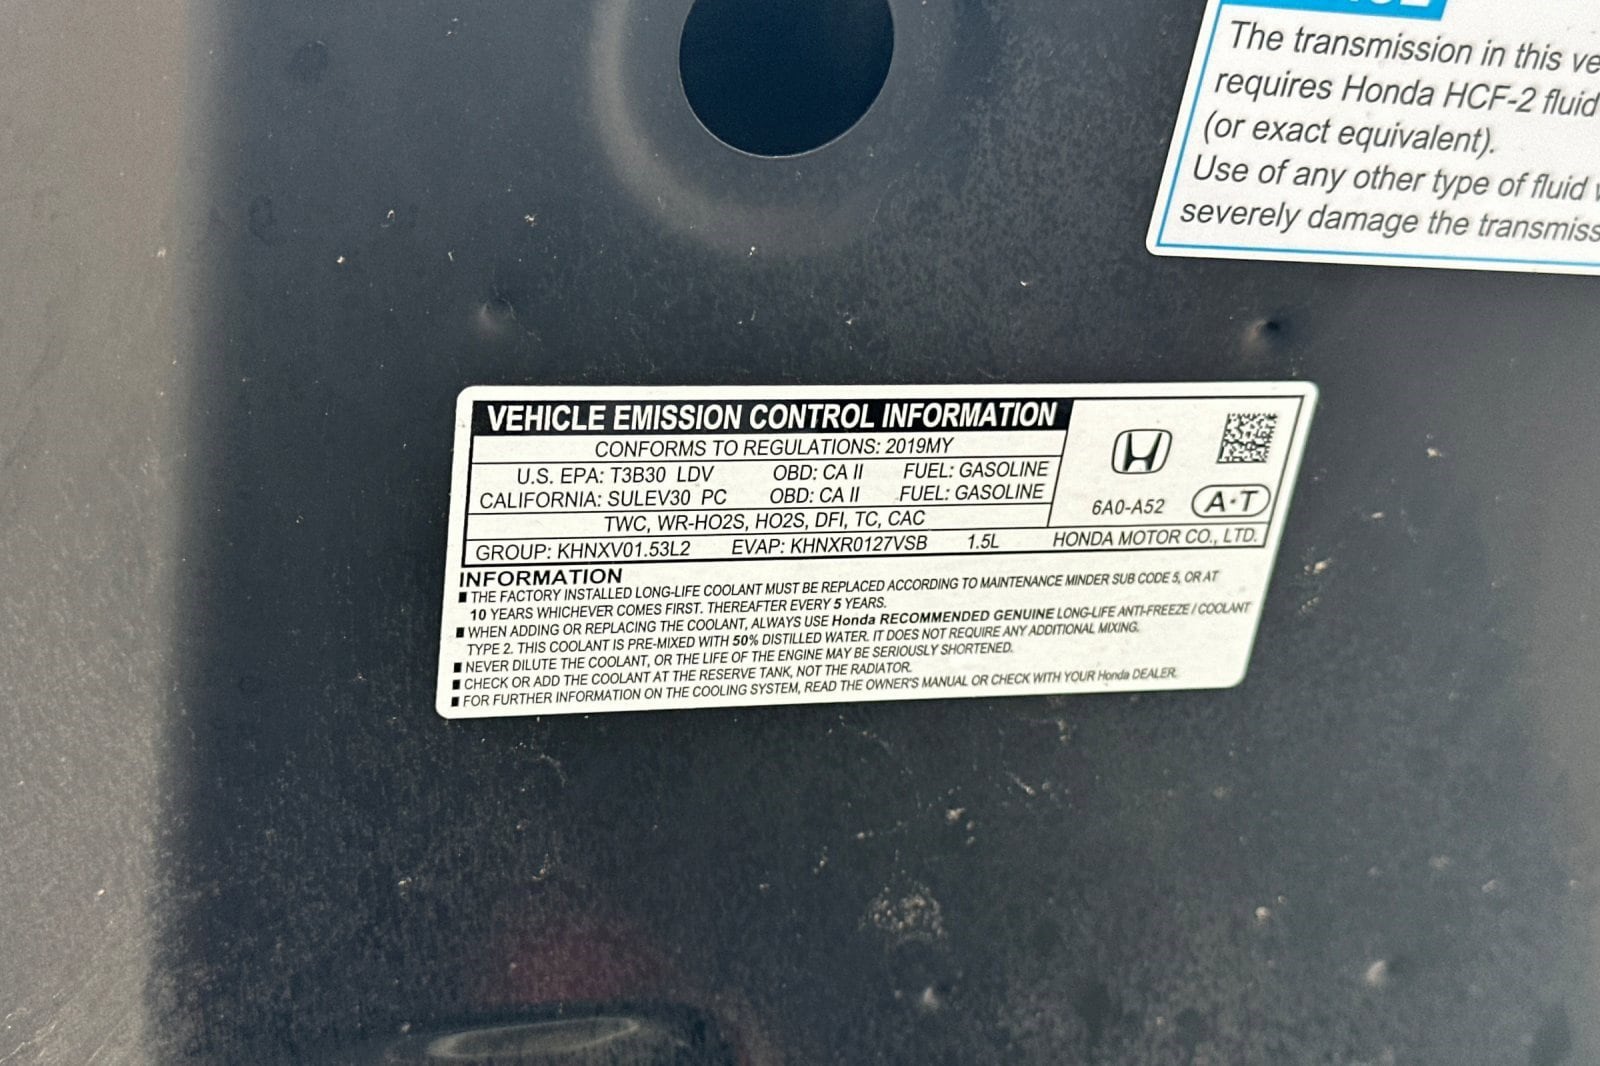 The transmission in this
requires Honda HCF-2 fluid
(or exact equivalent).
Use of any other type of fluid
severely damage the
VEHICLE EMISSION CONTROL INFORMATION
CONFORMS TO REGULATIONS: 2019MY
U.S. EPA: T3B30 LDV OBD: CA II FUEL: GASOLINE
CALIFORNIA: SULEV30 PC OBD: CA II FUEL: GASOLINE
6A0-A52 A·T
TWC, WR-HO2S, HO2S, DFI, TC, CAC
GROUP: KHNXV01.53L2 EVAP: KHNXR0127VSB 1.5L HONDA MOTOR CO., LTD.
INFORMATION
■ THE FACTORY INSTALLED LONG-LIFE COOLANT MUST BE REPLACED ACCORDING TO MAINTENANCE MINDER SUB CODE 5, OR AT
10 YEARS WHICHEVER COMES FIRST. THEREAFTER EVERY 5 YEARS.
■ WHEN ADDING OR REPLACING THE COOLANT, ALWAYS USE Honda RECOMMENDED GENUINE LONG-LIFE ANTI-FREEZE / COOLANT
TYPE 2. THIS COOLANT IS PRE-MIXED WITH 50% DISTILLED WATER. IT DOES NOT REQUIRE ANY ADDITIONAL MIXING.
■ NEVER DILUTE THE COOLANT, OR THE LIFE OF THE ENGINE MAY BE SERIOUSLY SHORTENED.
■ CHECK OR ADD THE COOLANT AT THE RESERVE TANK, NOT THE RADIATOR.
■ FOR FURTHER INFORMATION ON THE COOLING SYSTEM, READ THE OWNER'S MANUAL OR CHECK WITH YOUR Honda DEALER.